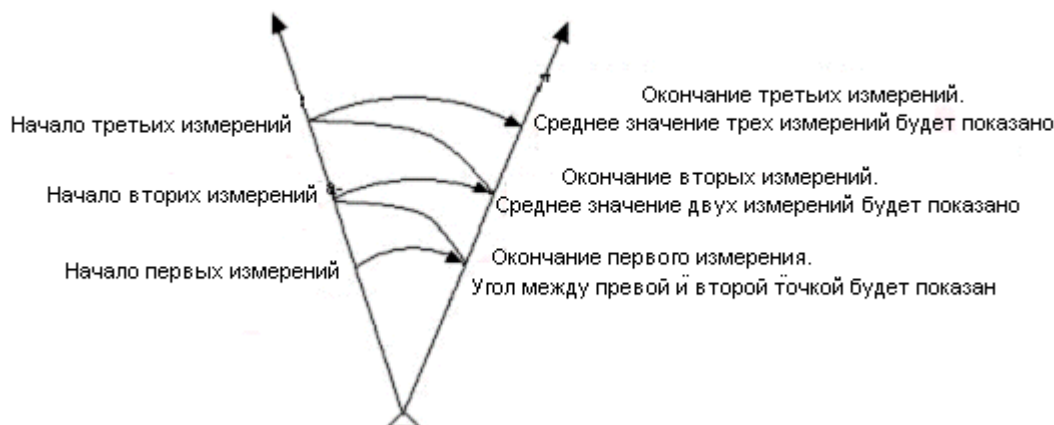 Окончание третьих измерений.
Начало третьих измерений
Среднее значение трех измерений будет показано
Окончание вторых измерений.
Начало вторих измерений
Среднее значение двух измерений будет показано
Окончание первого измерения.
Начало первых измерений
Угол между превой и второй точкой будет показан